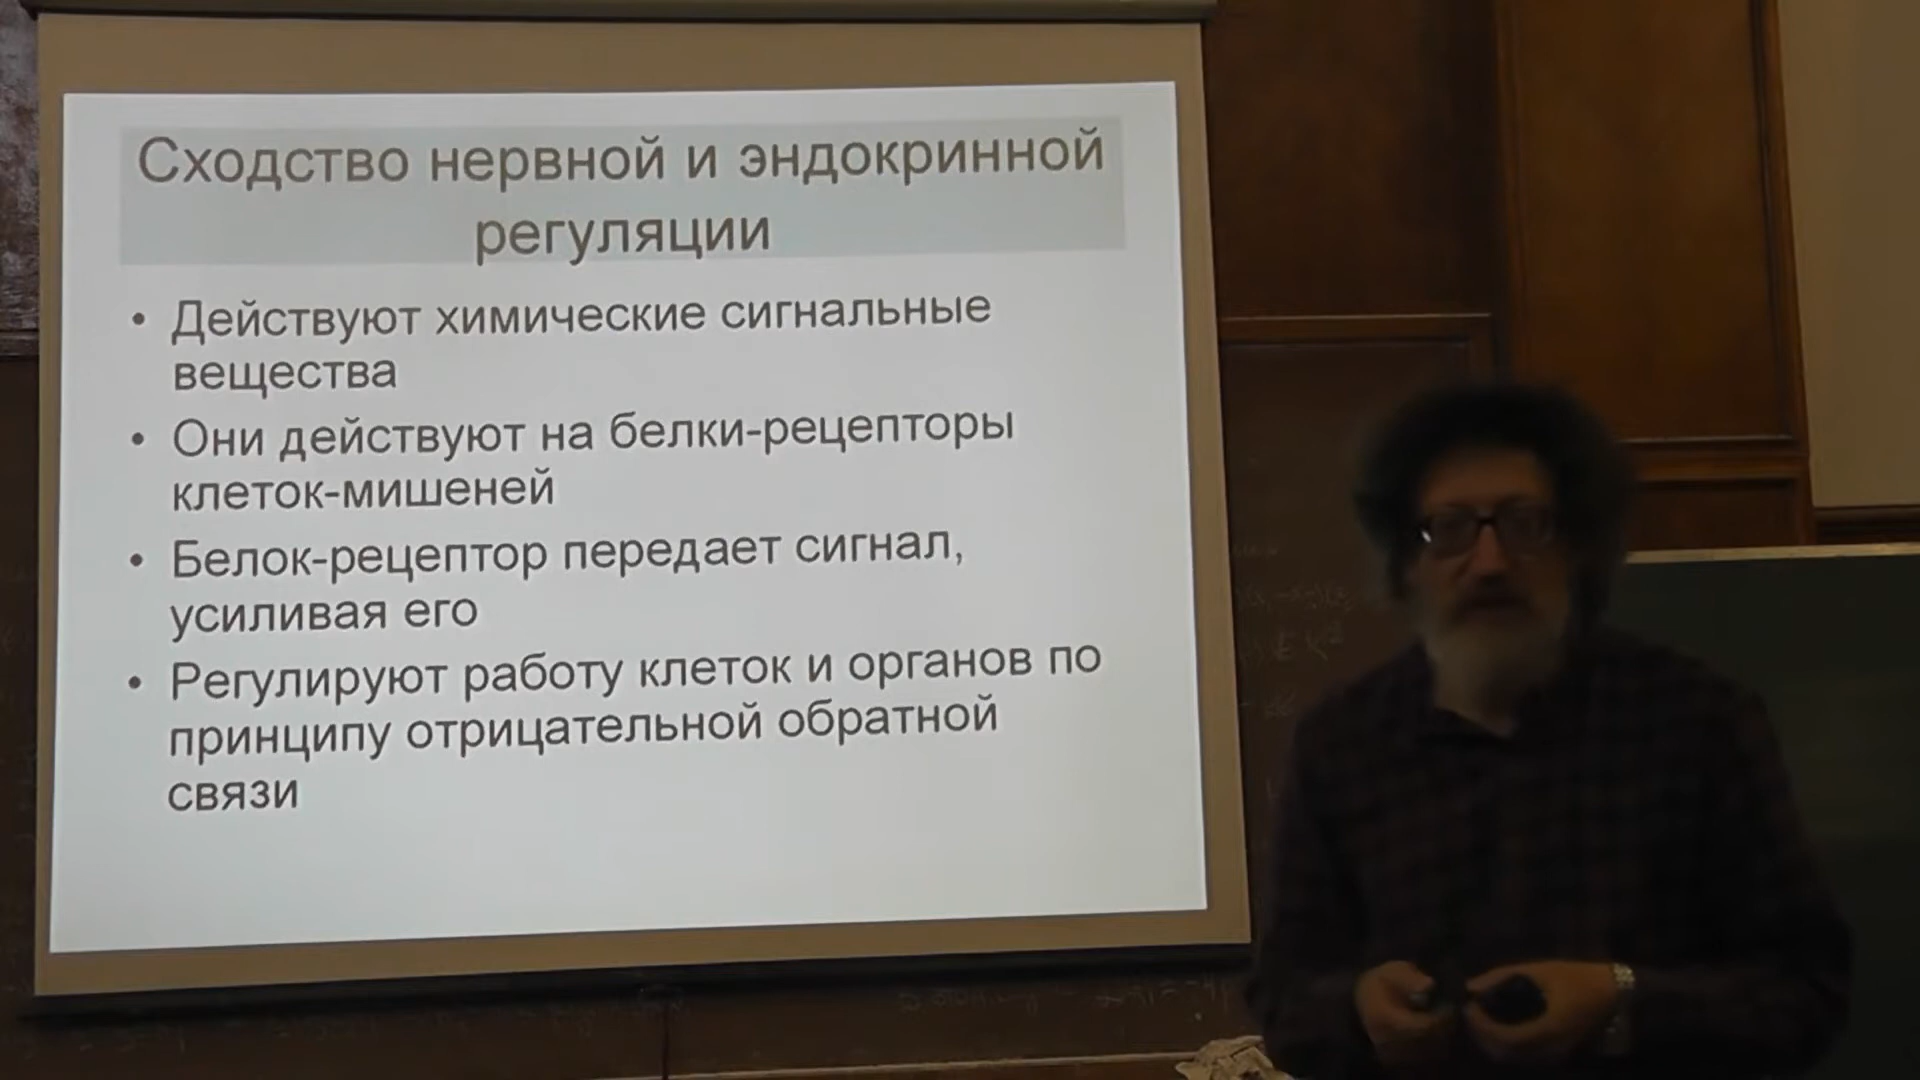 Сходство нервной и эндокринной
регуляции
• Действуют химические сигнальные
вещества
• Они действуют на белки-рецепторы
клеток-мишеней
• Белок-рецептор передает сигнал,
усиливая его
• Регулируют работу клеток и органов по
принципу отрицательной обратной
связи